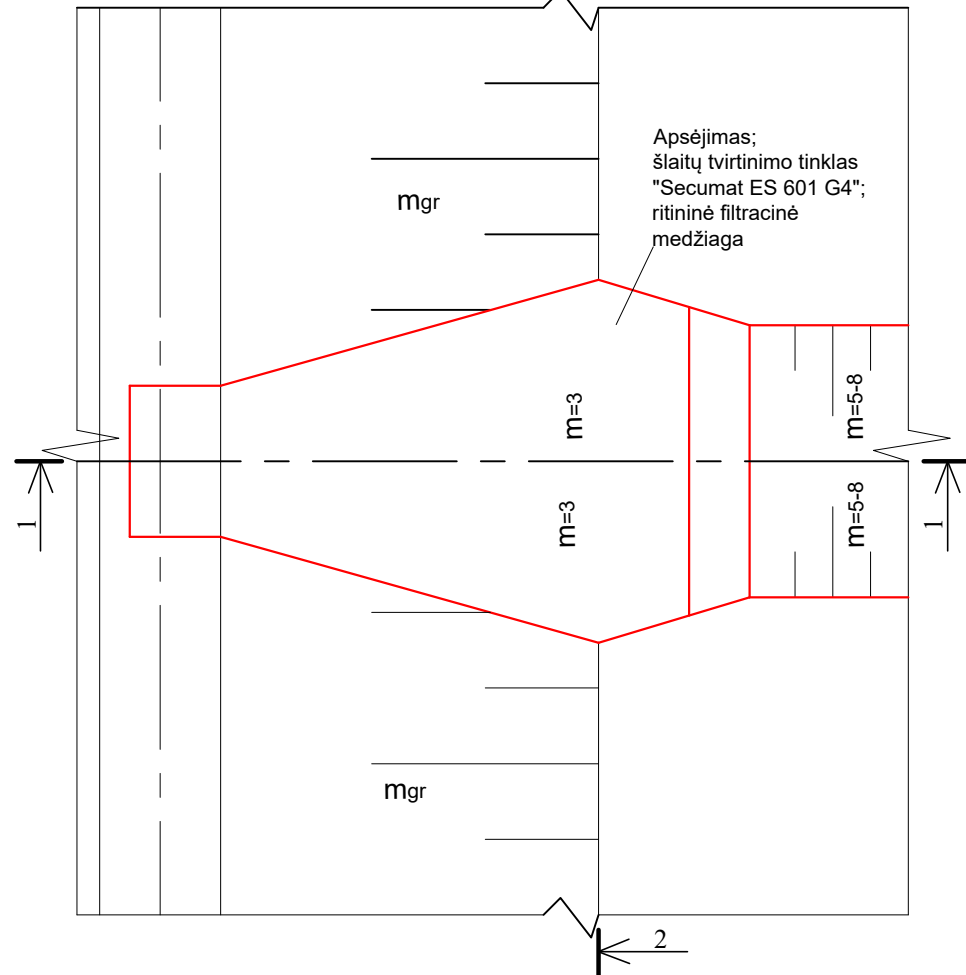 Apsėjimas;
šlaitų tvirtinimo tinklas
"Secumat ES 601 G4";
ritininė filtracinė
medžiaga
mgr
m=3
m=5-8
1
1
m=3
m=5-8
mgr
2